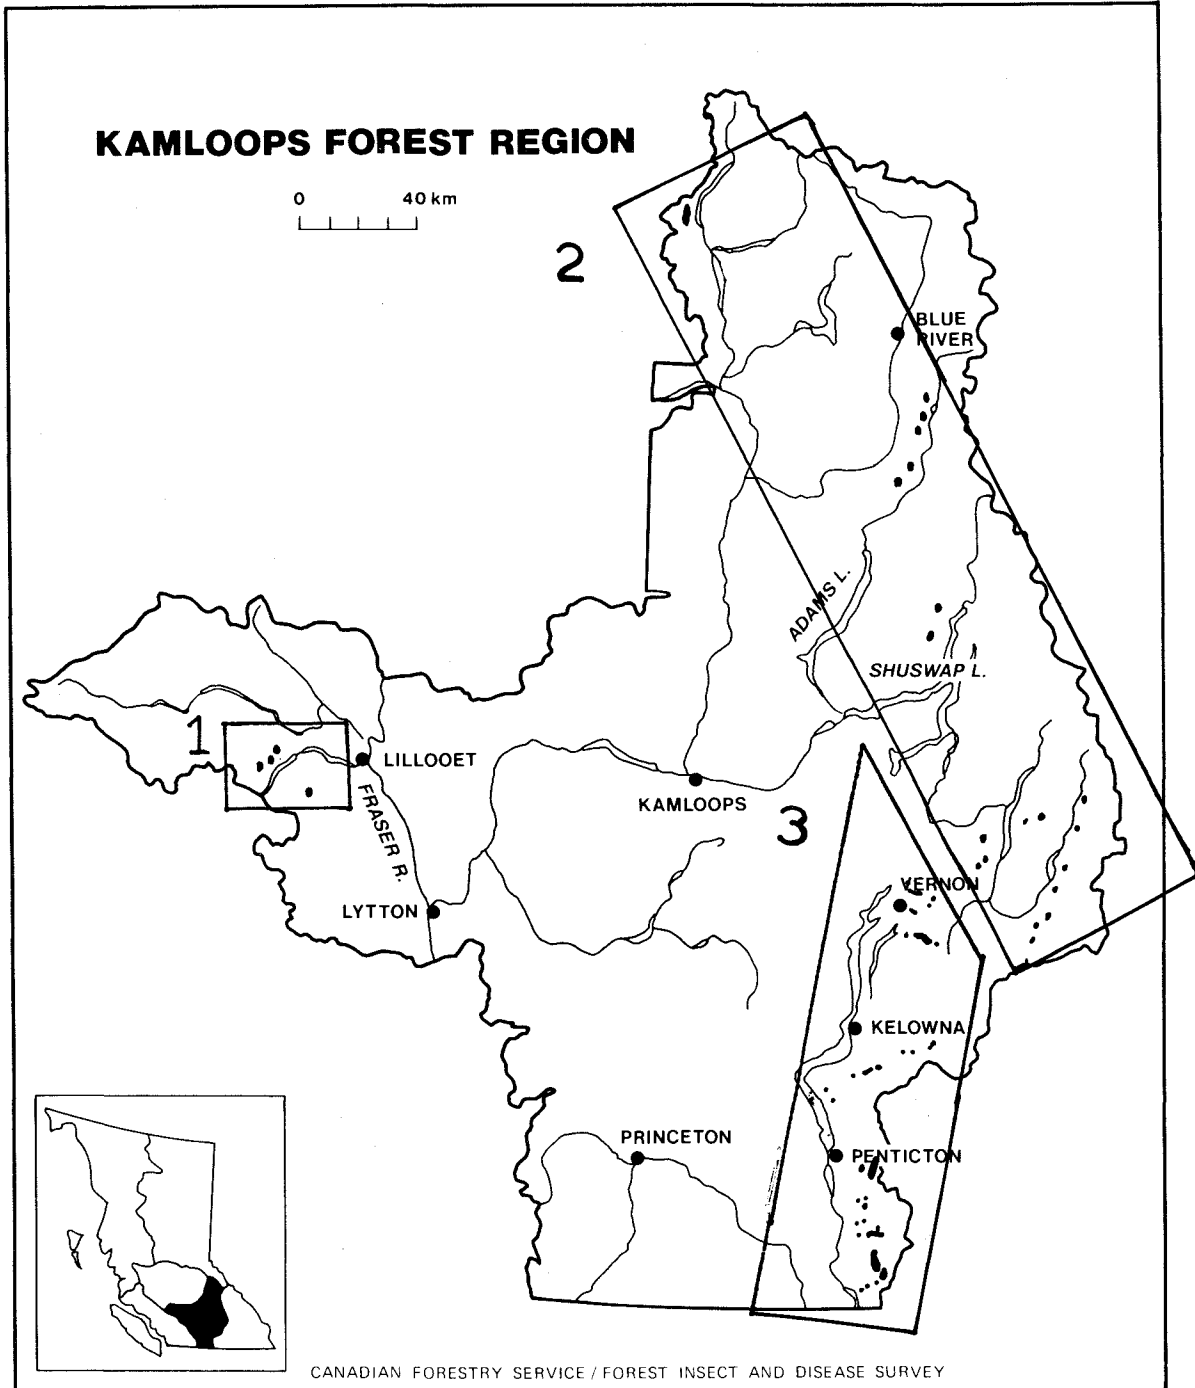 KAMLOOPS FOREST REGION
0 40 km
2
BLUE
RIVER
ADAMS L.
SHUSWAP L.
1
LILLOOET
KAMLOOPS
3
FRASER R.
VERNON
LYTTON
KELOWNA
PRINCETON
PENTICTON
CANADIAN FORESTRY SERVICE / FOREST INSECT AND DISEASE SURVEY